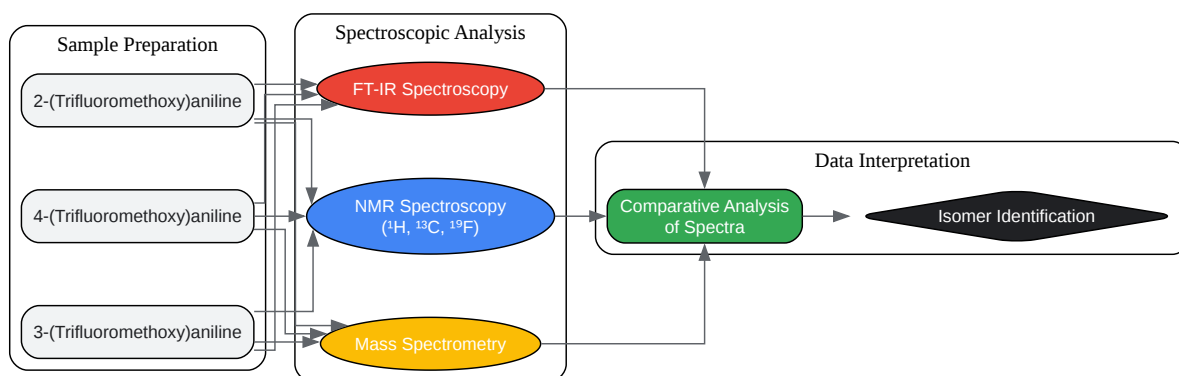 Sample Preparation
2-(Trifluoromethoxy)aniline
4-(Trifluoromethoxy)aniline
3-(Trifluoromethoxy)aniline
Spectroscopic Analysis
FT-IR Spectroscopy
NMR Spectroscopy
(¹H, ¹³C, ¹⁹F)
Mass Spectrometry
Data Interpretation
Comparative Analysis
of Spectra
Isomer Identification